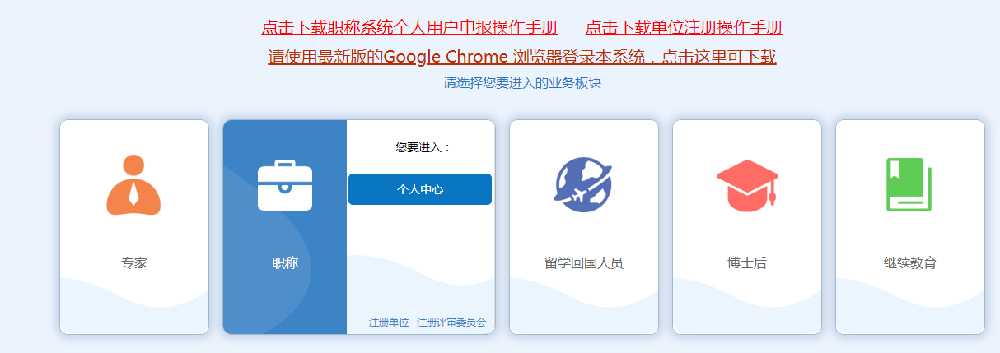 点击下载职称系统个人用户申报操作手册 点击下载单位注册操作手册
请使用最新版的Google Chrome 浏览器登录本系统，点击这里可下载
请选择您要进入的业务板块
专家
职称
您要进入：
个人中心
注册单位 注册评审委员会
留学回国人员
博士后
继续教育